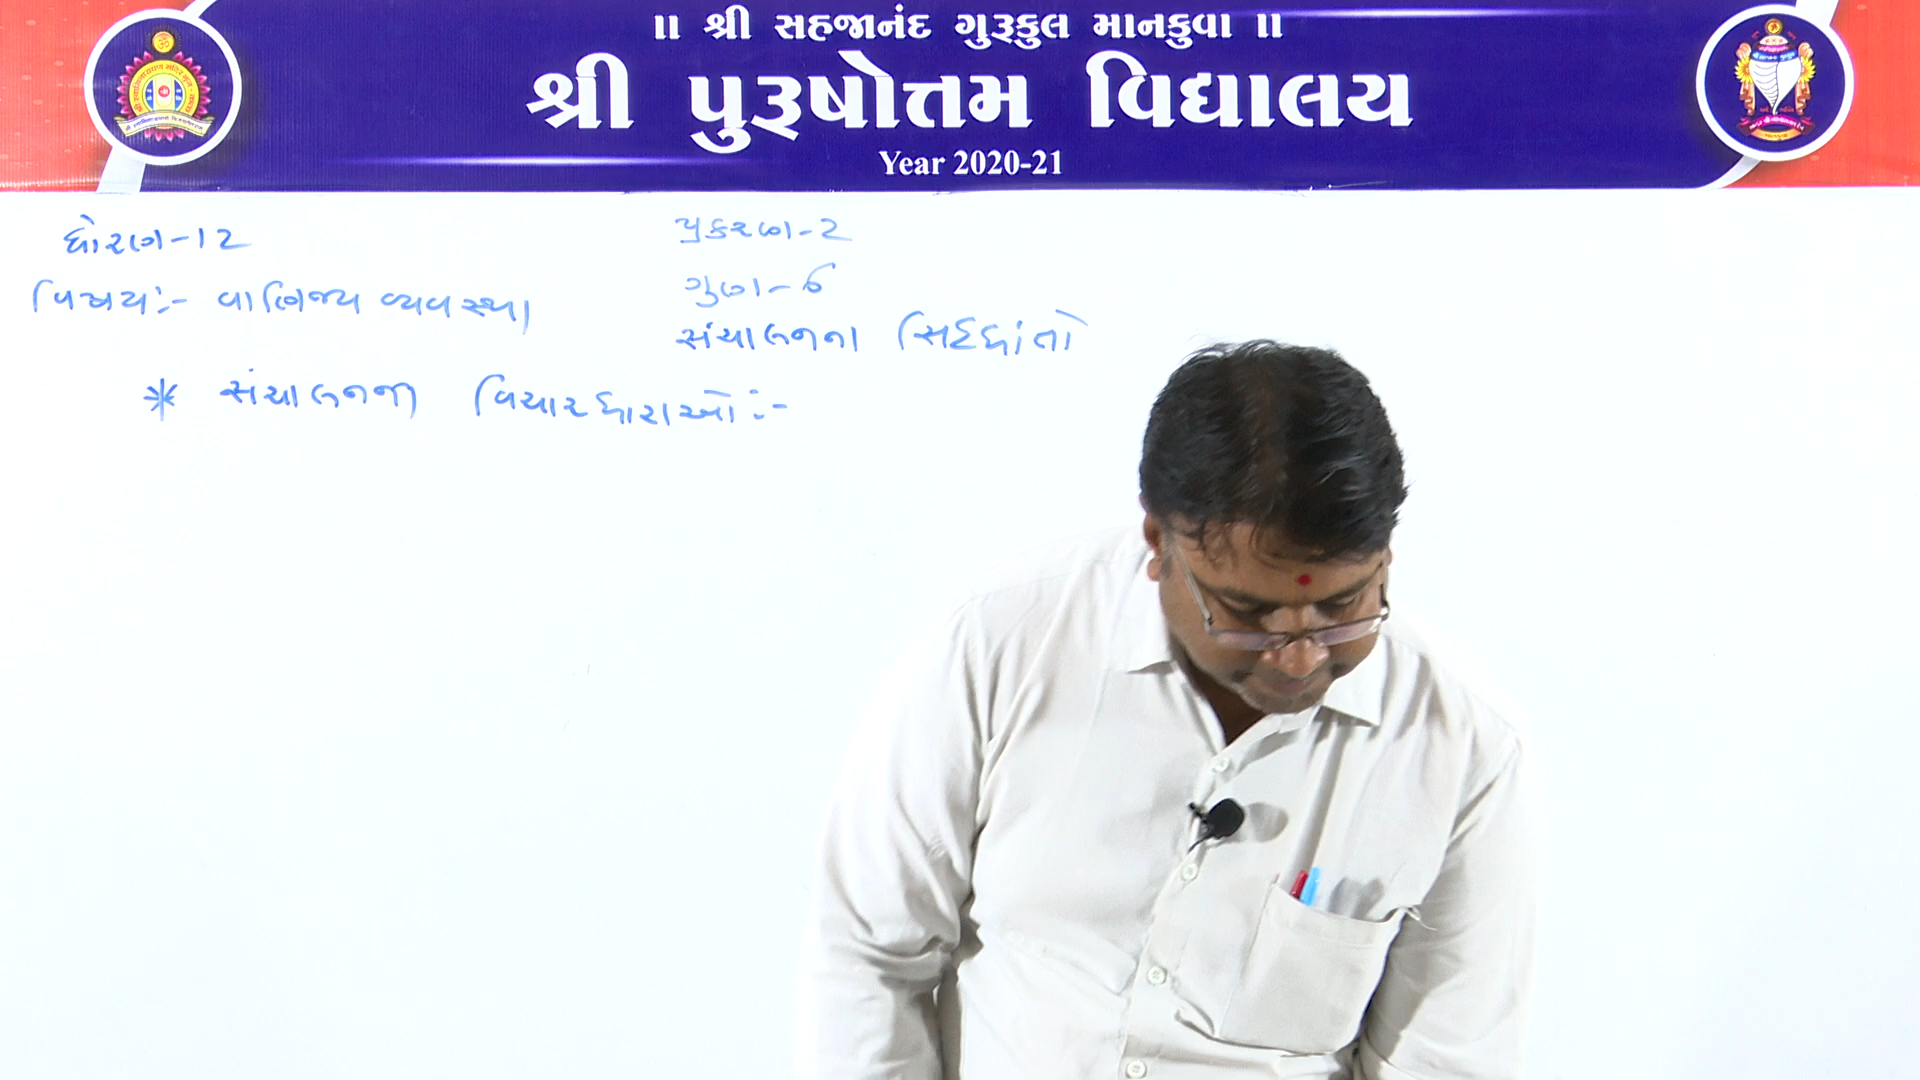 ॥ શ્રી સહજાનંદ ગુરૂકુલ માનકુવા ॥
શ્રી પુરૂષોત્તમ વિદ્યાલય
Year 2020-21
ધોરણ-12
પ્રકરણ-2
વિષય:- વાણિજ્ય વ્યવસ્થા
ગુણ-6
સંચાલનના સિદ્ધાંતો
* સંચાલનની વિચારધારાઓ:-